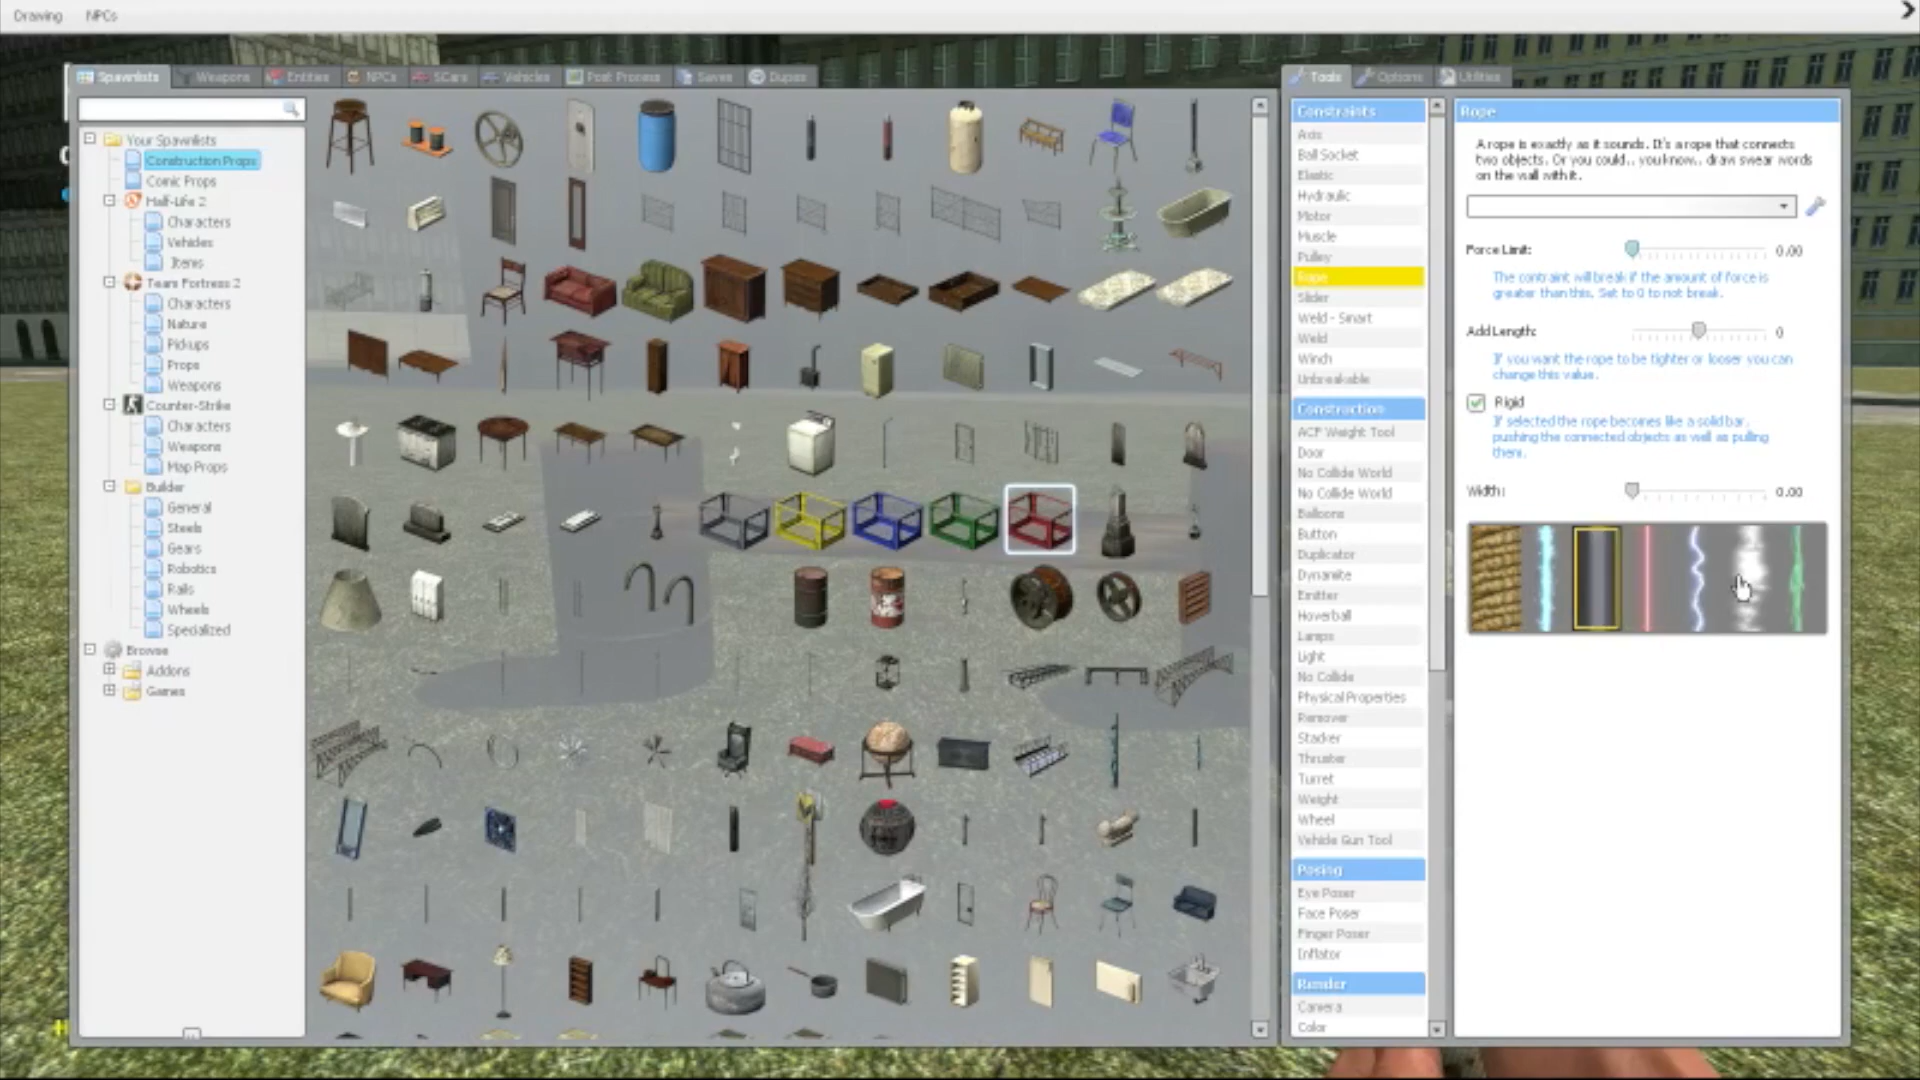 Drawing NPCs
Spawnlists Weapons Entities NPCs SCars Vehicles Post Process Saves Dupes
Your Spawnlists
Construction Props
Comic Props
Half-Life 2
Characters
Vehicles
Items
Team Fortress 2
Characters
Nature
Pickups
Props
Weapons
Counter-Strike
Characters
Weapons
Map Props
Builder
General
Steels
Gears
Robotics
Rails
Wheels
Specialized
Browse
Addons
Games
Tools Options Utilities
Constraints
Axis
Ball Socket
Elastic
Hydraulic
Motor
Muscle
Pulley
Rope
Slider
Weld - Smart
Weld
Winch
Unbreakable
Construction
ACF Weight Tool
Door
No Collide World
No Collide World
Balloons
Button
Duplicator
Dynamite
Emitter
Hoverball
Lamps
Light
No Collide
Physical Properties
Remover
Stacker
Thruster
Turret
Weight
Wheel
Vehicle Gun Tool
Posing
Eye Poser
Face Poser
Finger Poser
Inflator
Render
Camera
Color
Rope
A rope is exactly as it sounds. It's a rope that connects
two objects. Or you could.. you know.. draw swear words
on the wall with it.
Force Limit: 0.00
The contraint will break if the amount of force is
greater than this. Set to 0 to not break.
Add Length: 0
If you want the rope to be tighter or looser you can
change this value.
Rigid
If selected the rope becomes like a solid bar,
pushing the connected objects as well as pulling
them.
Width: 0.00